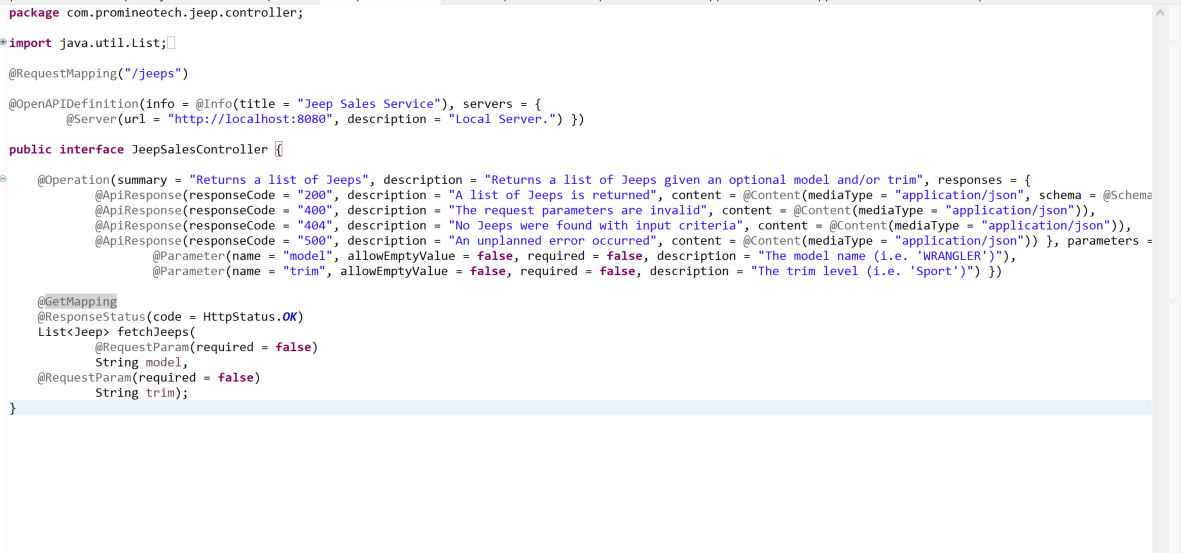 package com.promineotech.jeep.controller;
import java.util.List;
@RequestMapping("/jeeps")
@OpenAPIDefinition(info = @Info(title = "Jeep Sales Service"), servers = {
@Server(url = "http://localhost:8080", description = "Local Server.") })
public interface JeepSalesController {
@Operation(summary = "Returns a list of Jeeps", description = "Returns a list of Jeeps given an optional model and/or trim", responses = {
@ApiResponse(responseCode = "200", description = "A list of Jeeps is returned", content = @Content(mediaType = "application/json", schema = @Schema
@ApiResponse(responseCode = "400", description = "The request parameters are invalid", content = @Content(mediaType = "application/json")),
@ApiResponse(responseCode = "404", description = "No Jeeps were found with input criteria", content = @Content(mediaType = "application/json")),
@ApiResponse(responseCode = "500", description = "An unplanned error occurred", content = @Content(mediaType = "application/json")) }, parameters =
@Parameter(name = "model", allowEmptyValue = false, required = false, description = "The model name (i.e. 'WRANGLER')"),
@Parameter(name = "trim", allowEmptyValue = false, required = false, description = "The trim level (i.e. 'Sport')") })
@GetMapping
@ResponseStatus(code = HttpStatus.OK)
List<Jeep> fetchJeeps(
@RequestParam(required = false)
String model,
@RequestParam(required = false)
String trim);
}